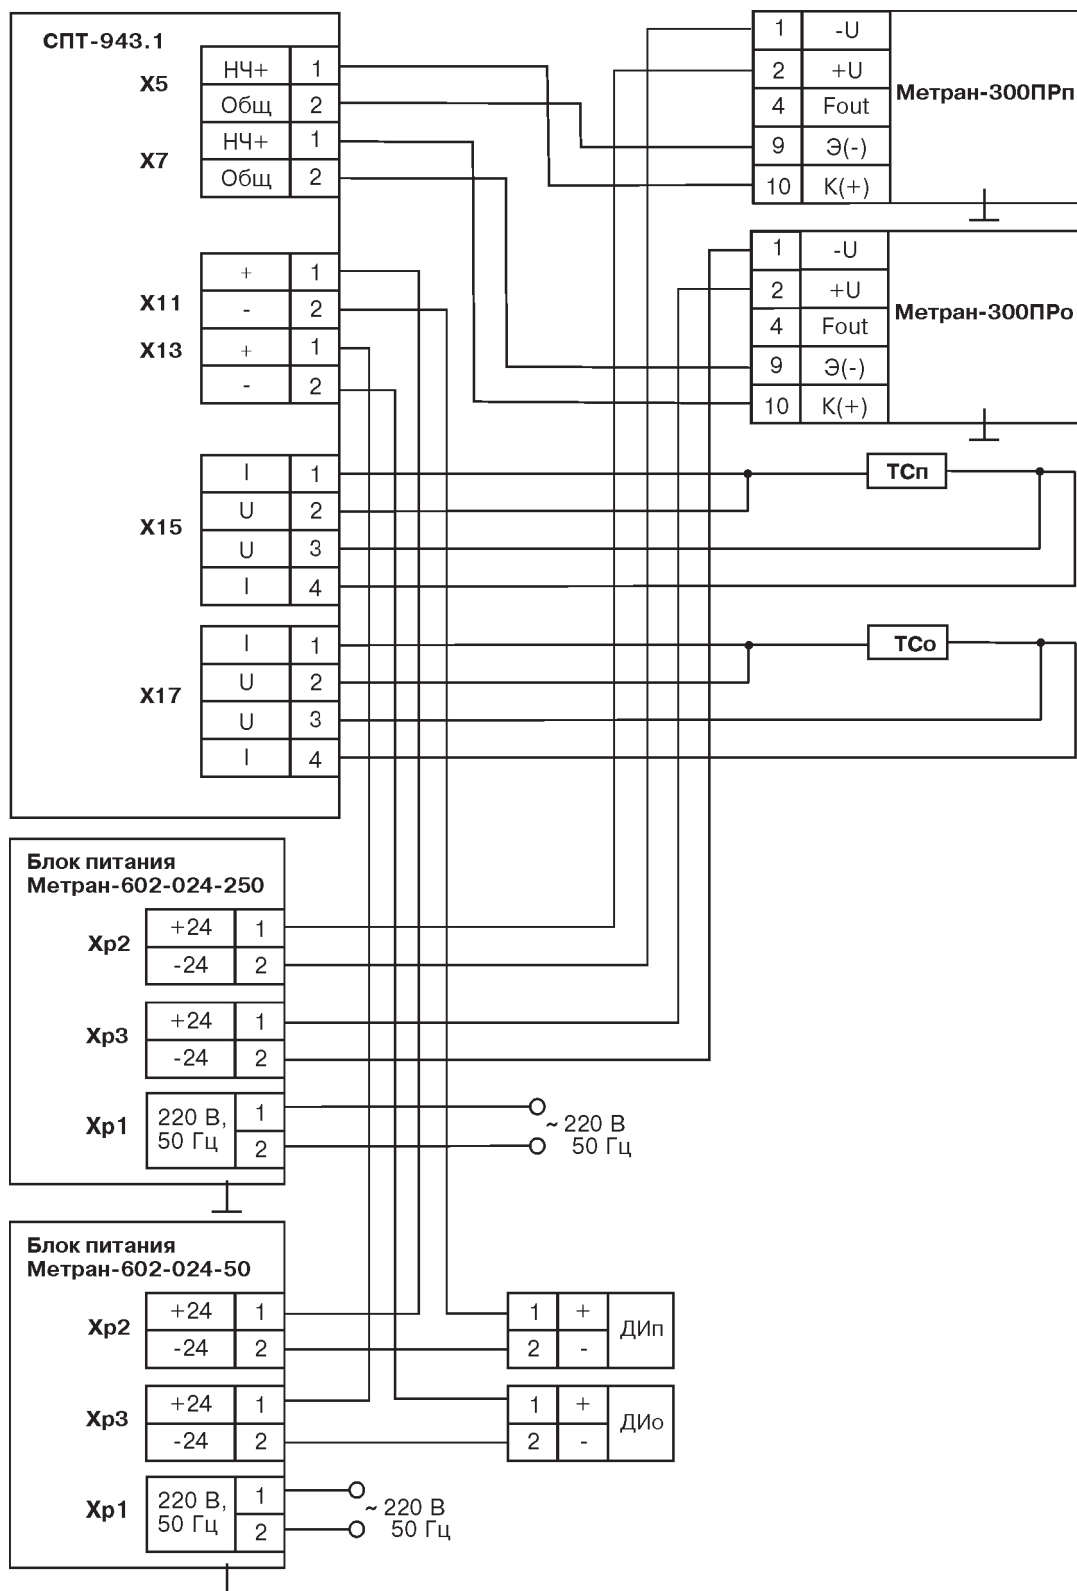 СПТ-943.1
X5
НЧ+ 1
Общ 2
X7
НЧ+ 1
Общ 2
X11
+ 1
- 2
X13
+ 1
- 2
X15
I 1
U 2
U 3
I 4
X17
I 1
U 2
U 3
I 4
1 -U
2 +U
4 Fout
9 Э(-)
10 К(+)
Метран-300ПРп
1 -U
2 +U
4 Fout
9 Э(-)
10 К(+)
Метран-300ПРо
ТСп
ТСо
Блок питания
Метран-602-024-250
Xp2
+24 1
-24 2
Xp3
+24 1
-24 2
Xp1
220 В, 1
50 Гц 2
~ 220 В
50 Гц
Блок питания
Метран-602-024-50
Xp2
+24 1
-24 2
Xp3
+24 1
-24 2
Xp1
220 В, 1
50 Гц 2
~ 220 В
50 Гц
1 +
2 -
ДИп
1 +
2 -
ДИо